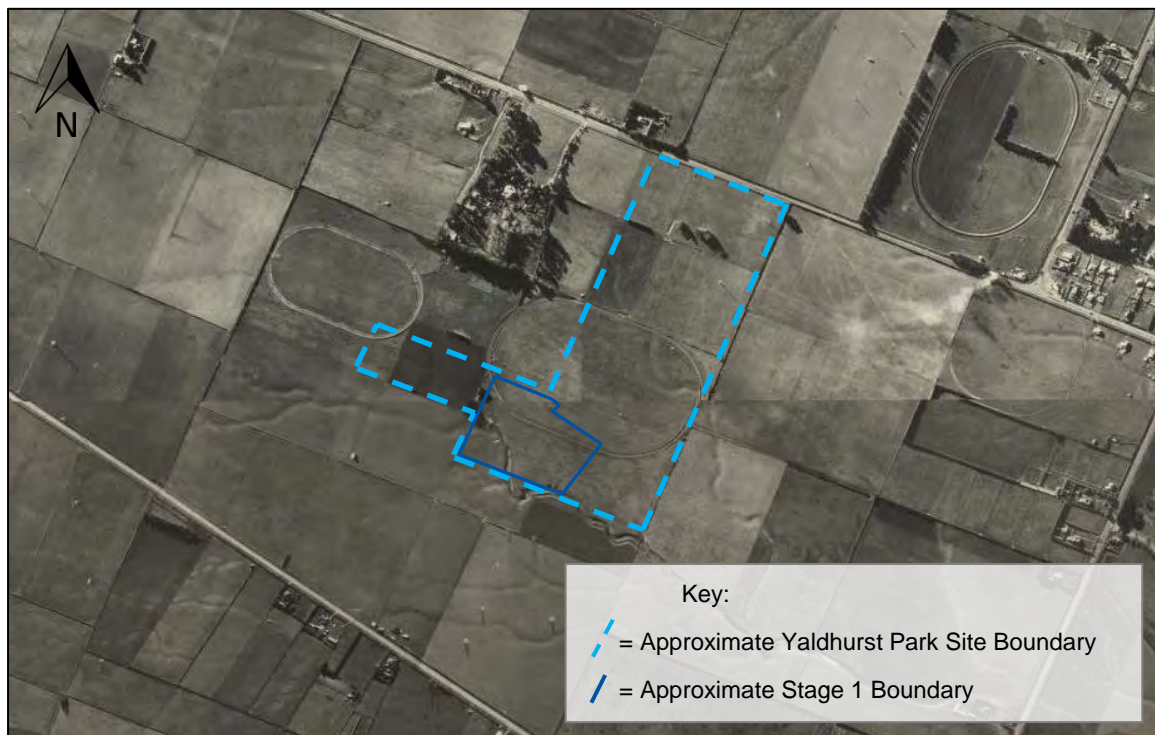 N
Key:
= Approximate Yaldhurst Park Site Boundary
= Approximate Stage 1 Boundary